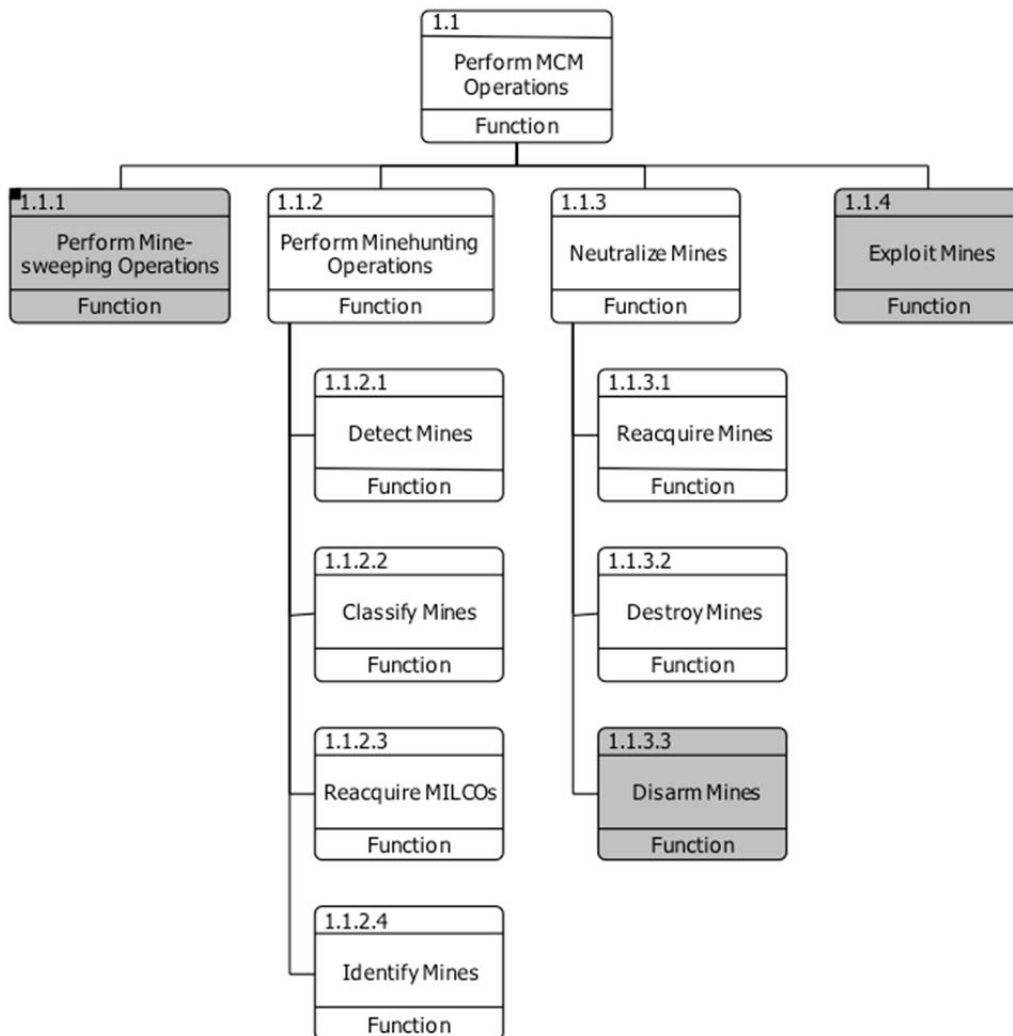 1.1
Perform MCM
Operations
Function
1.1.1
Perform Mine-
sweeping Operations
Function
1.1.2
Perform Minehunting
Operations
Function
1.1.3
Neutralize Mines
Function
1.1.4
Exploit Mines
Function
1.1.2.1
Detect Mines
Function
1.1.3.1
Reacquire Mines
Function
1.1.2.2
Classify Mines
Function
1.1.3.2
Destroy Mines
Function
1.1.2.3
Reacquire MILCOs
Function
1.1.3.3
Disarm Mines
Function
1.1.2.4
Identify Mines
Function